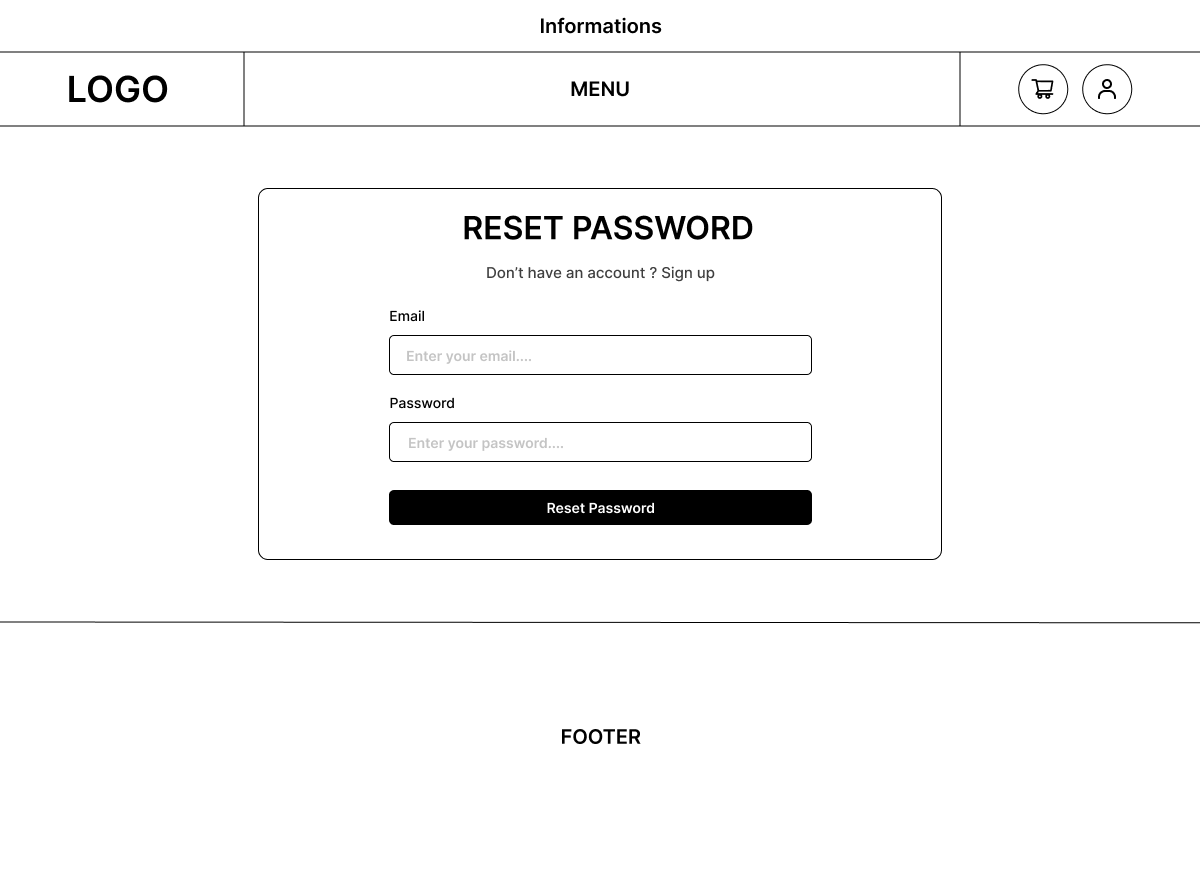 Informations
LOGO
MENU
RESET PASSWORD
Don’t have an account ? Sign up
Email
Enter your email....
Password
Enter your password....
Reset Password
FOOTER